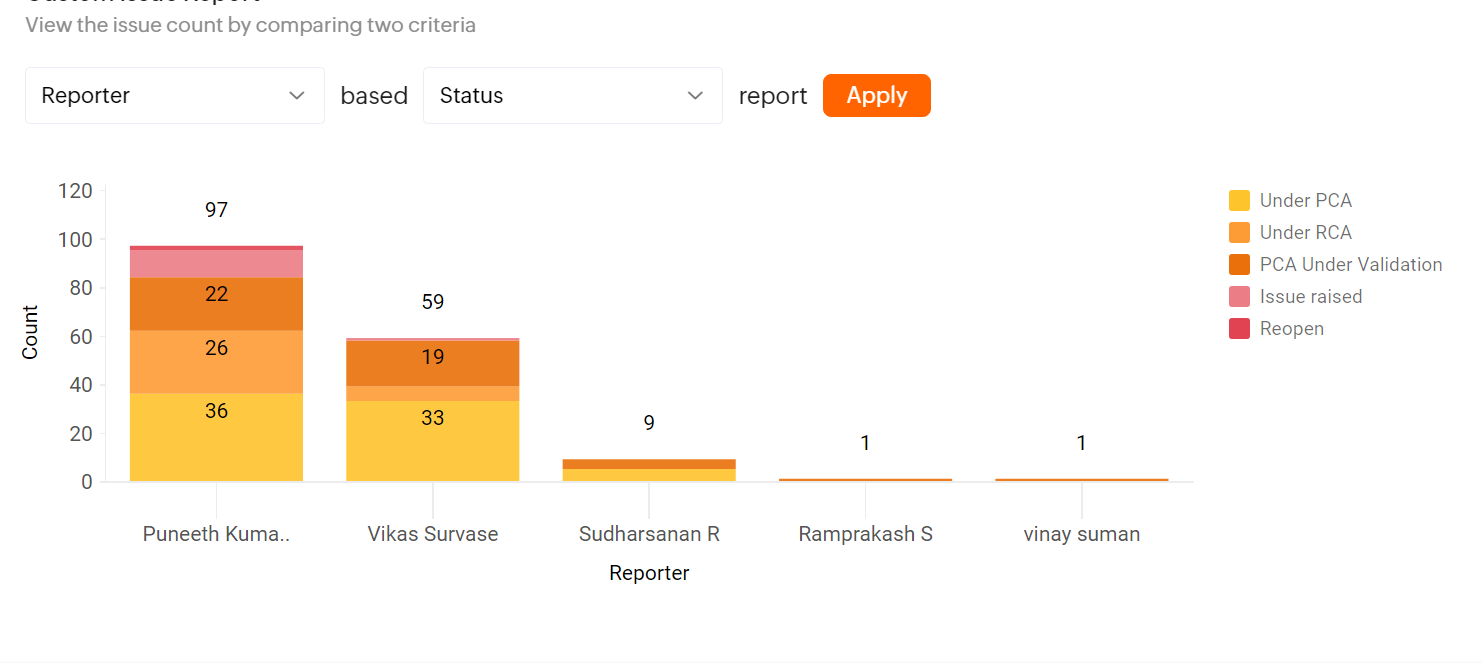 View the issue count by comparing two criteria
Reporter based Status report Apply
120
100
80
60
40
20
0
Count
97
22
26
36
59
19
33
9
1
1
Puneeth Kuma.. Vikas Survase Sudharsanan R Ramprakash S vinay suman
Reporter
Under PCA
Under RCA
PCA Under Validation
Issue raised
Reopen